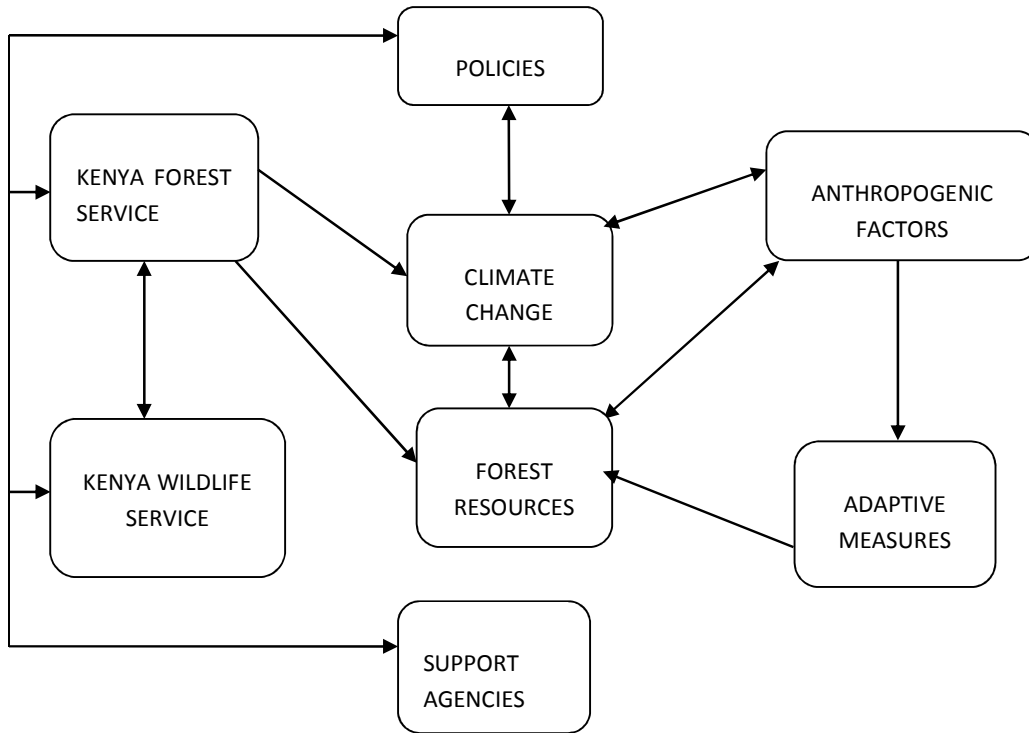 POLICIES
KENYA FOREST
SERVICE
ANTHROPOGENIC
FACTORS
CLIMATE
CHANGE
KENYA WILDLIFE
SERVICE
FOREST
RESOURCES
ADAPTIVE
MEASURES
SUPPORT
AGENCIES